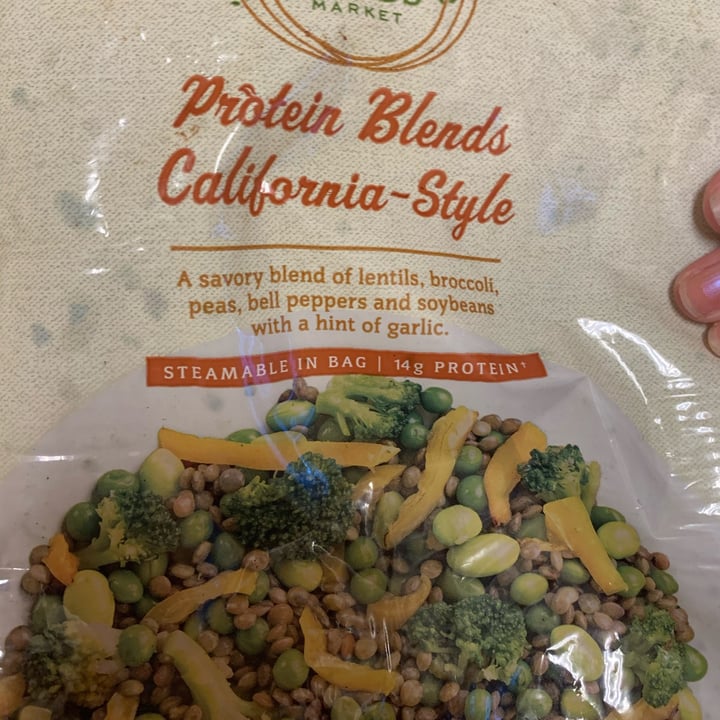 MARKET
Protein Blends
California-Style
A savory blend of lentils, broccoli,
peas, bell peppers and soybeans
with a hint of garlic.
STEAMABLE IN BAG | 14g PROTEIN†